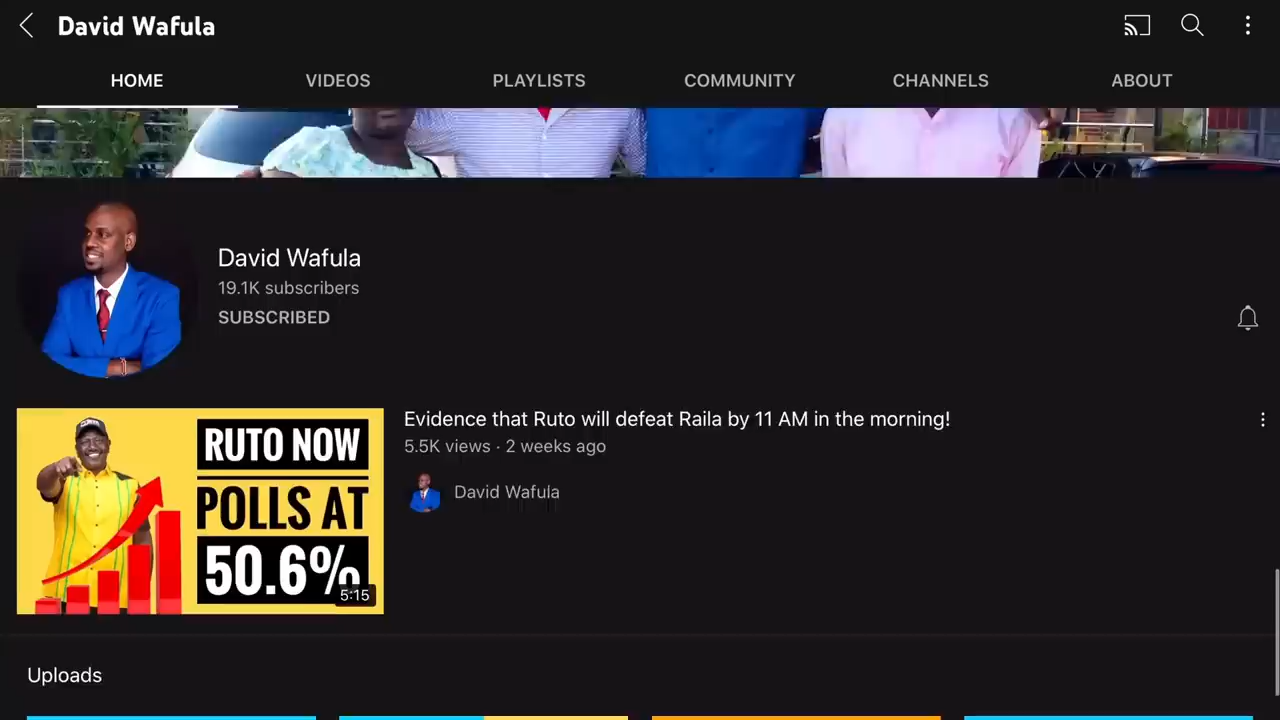 David Wafula
HOME VIDEOS PLAYLISTS COMMUNITY CHANNELS ABOUT
David Wafula
19.1K subscribers
SUBSCRIBED
RUTO NOW
POLLS AT
50.6%
5:15
Evidence that Ruto will defeat Raila by 11 AM in the morning!
5.5K views · 2 weeks ago
David Wafula
Uploads